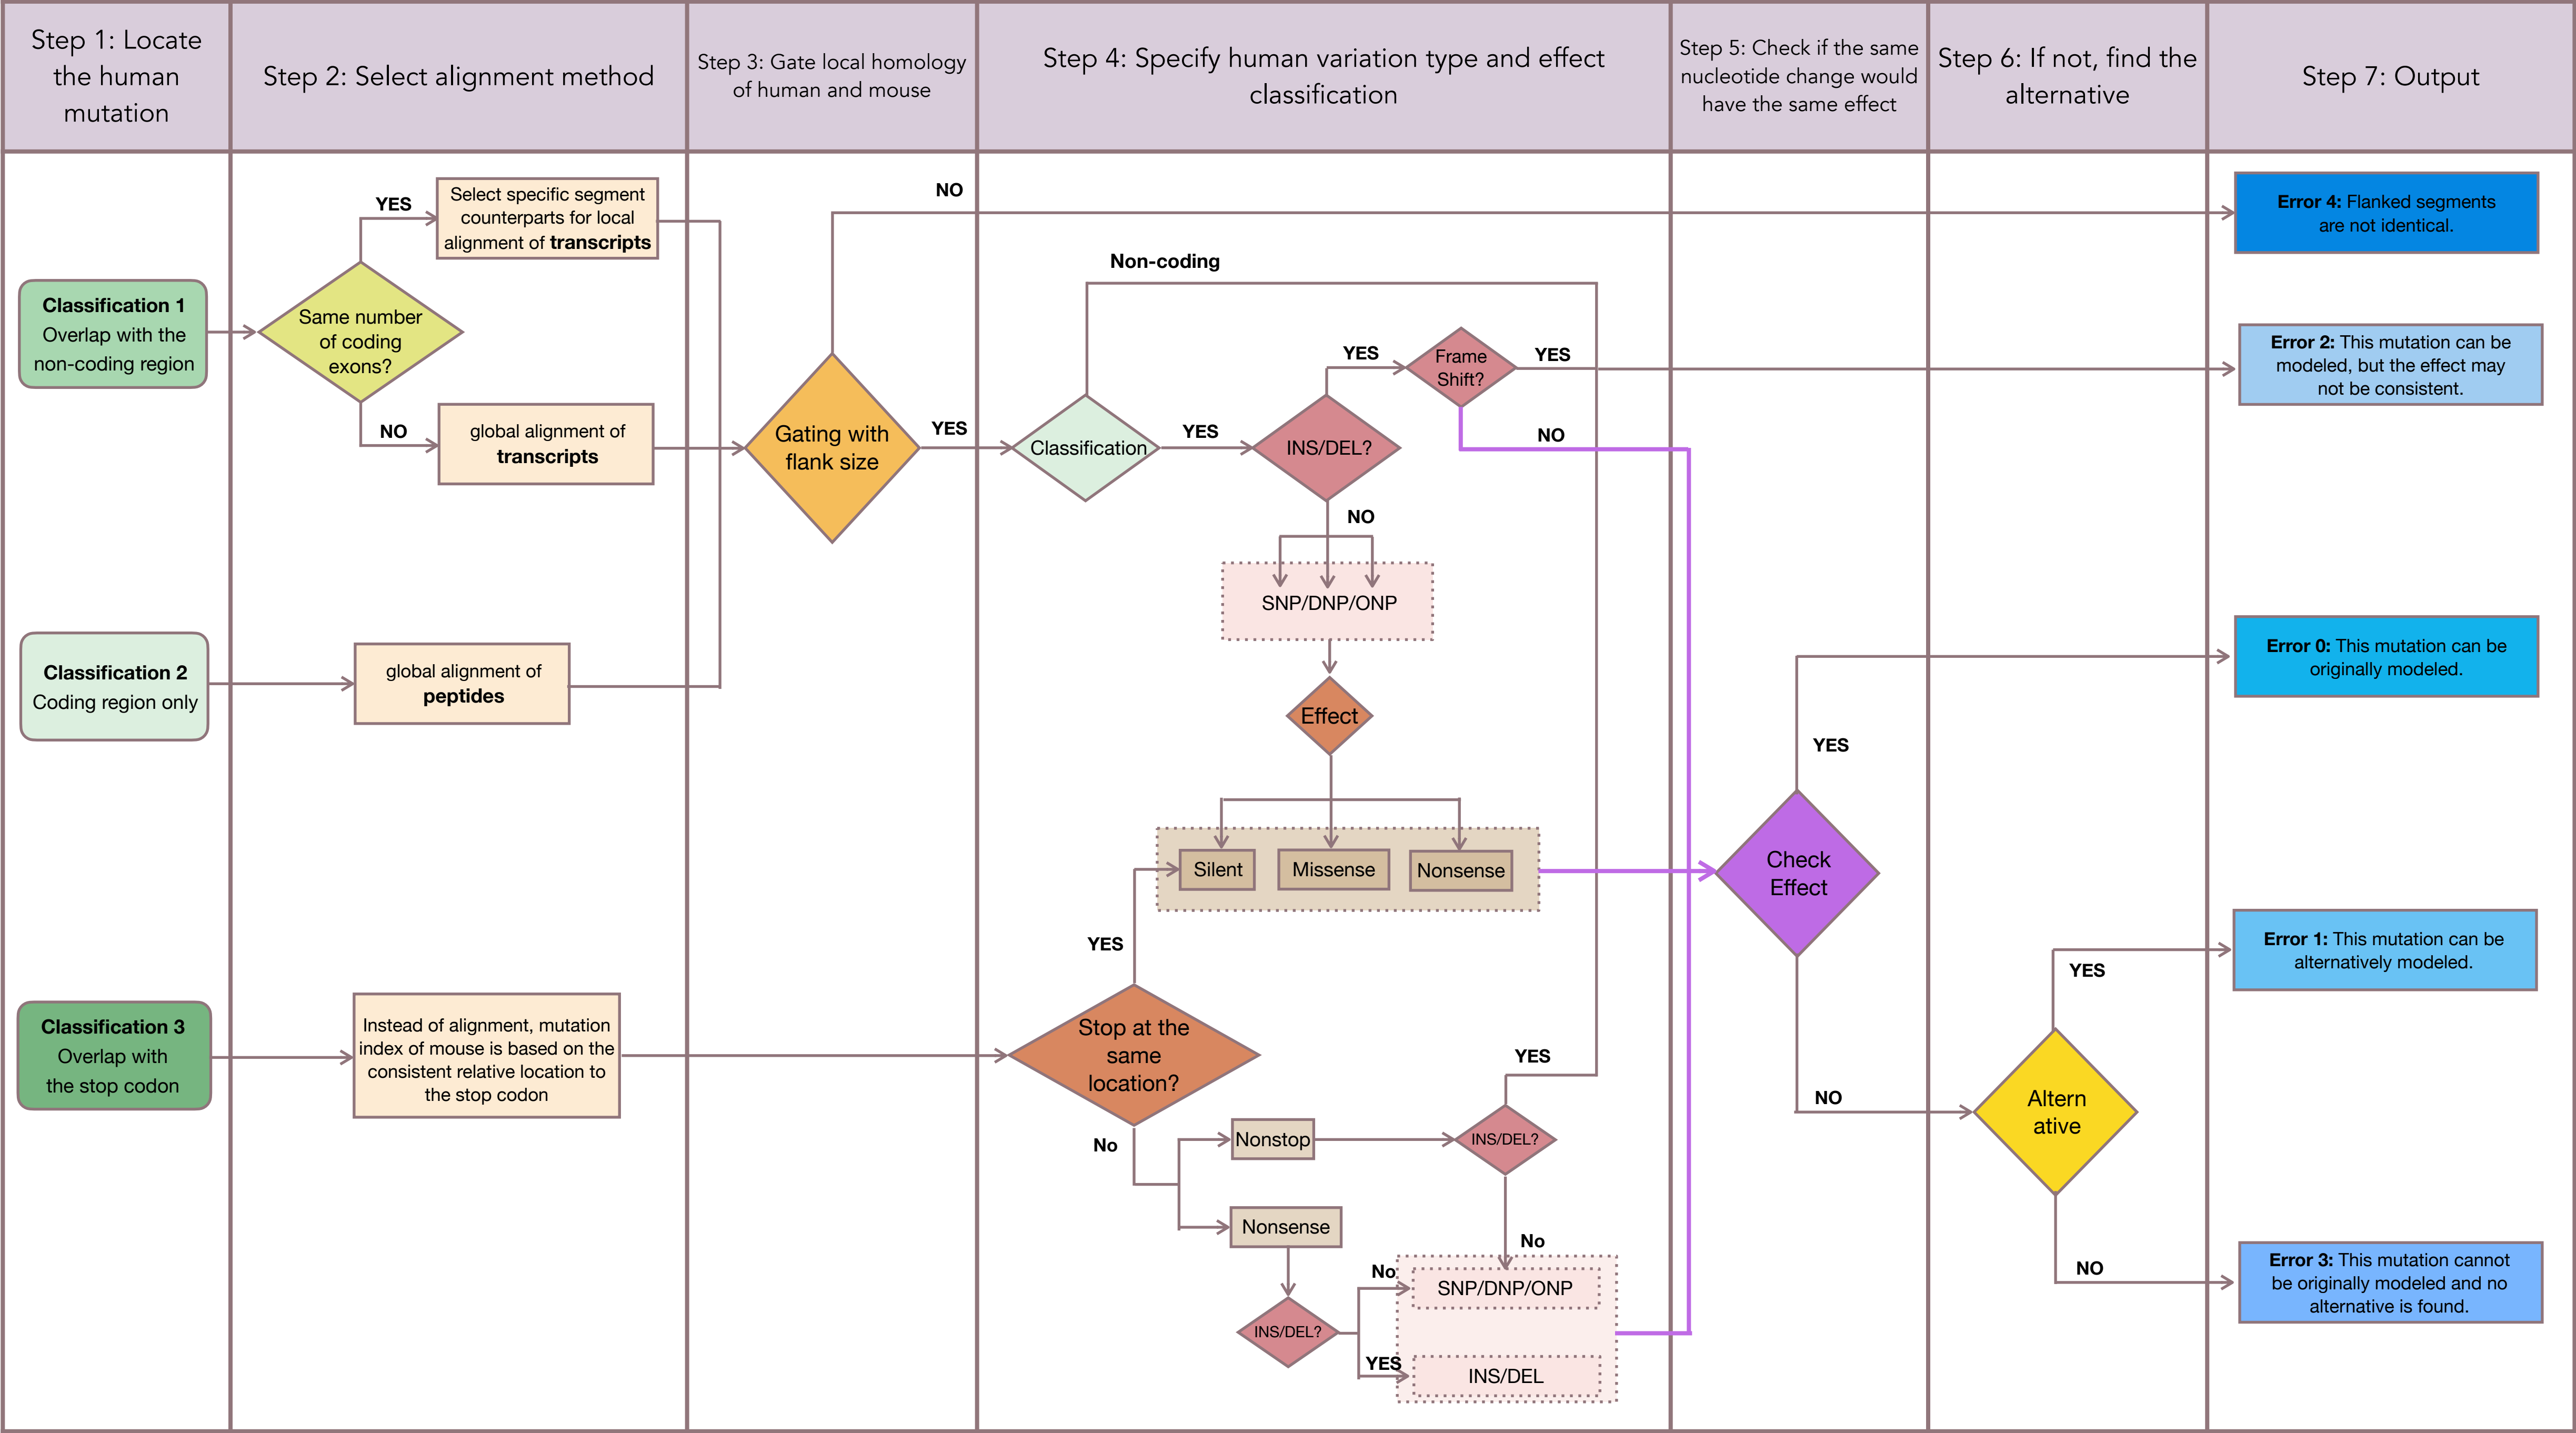 Step 1: Locate
the human
mutation
Step 2: Select alignment method
Step 3: Gate local homology
of human and mouse
Step 4: Specify human variation type and effect
classification
Step 5: Check if the same
nucleotide change would
have the same effect
Step 6: If not, find the
alternative
Step 7: Output
Classification 1
Overlap with the
non-coding region
Same number
of coding
exons?
YES
Select specific segment
counterparts for local
alignment of transcripts
NO
global alignment of
transcripts
Classification 2
Coding region only
global alignment of
peptides
Classification 3
Overlap with
the stop codon
Instead of alignment, mutation
index of mouse is based on the
consistent relative location to
the stop codon
Gating with
flank size
NO
YES
Non-coding
Classification
YES
INS/DEL?
YES
Frame
Shift?
YES
NO
NO
SNP/DNP/ONP
Effect
Silent
Missense
Nonsense
YES
Stop at the
same
location?
No
Nonstop
INS/DEL?
YES
No
Nonsense
INS/DEL?
No
SNP/DNP/ONP
YES
INS/DEL
Check
Effect
YES
NO
Altern
ative
YES
NO
Error 4: Flanked segments
are not identical.
Error 2: This mutation can be
modeled, but the effect may
not be consistent.
Error 0: This mutation can be
originally modeled.
Error 1: This mutation can be
alternatively modeled.
Error 3: This mutation cannot
be originally modeled and no
alternative is found.